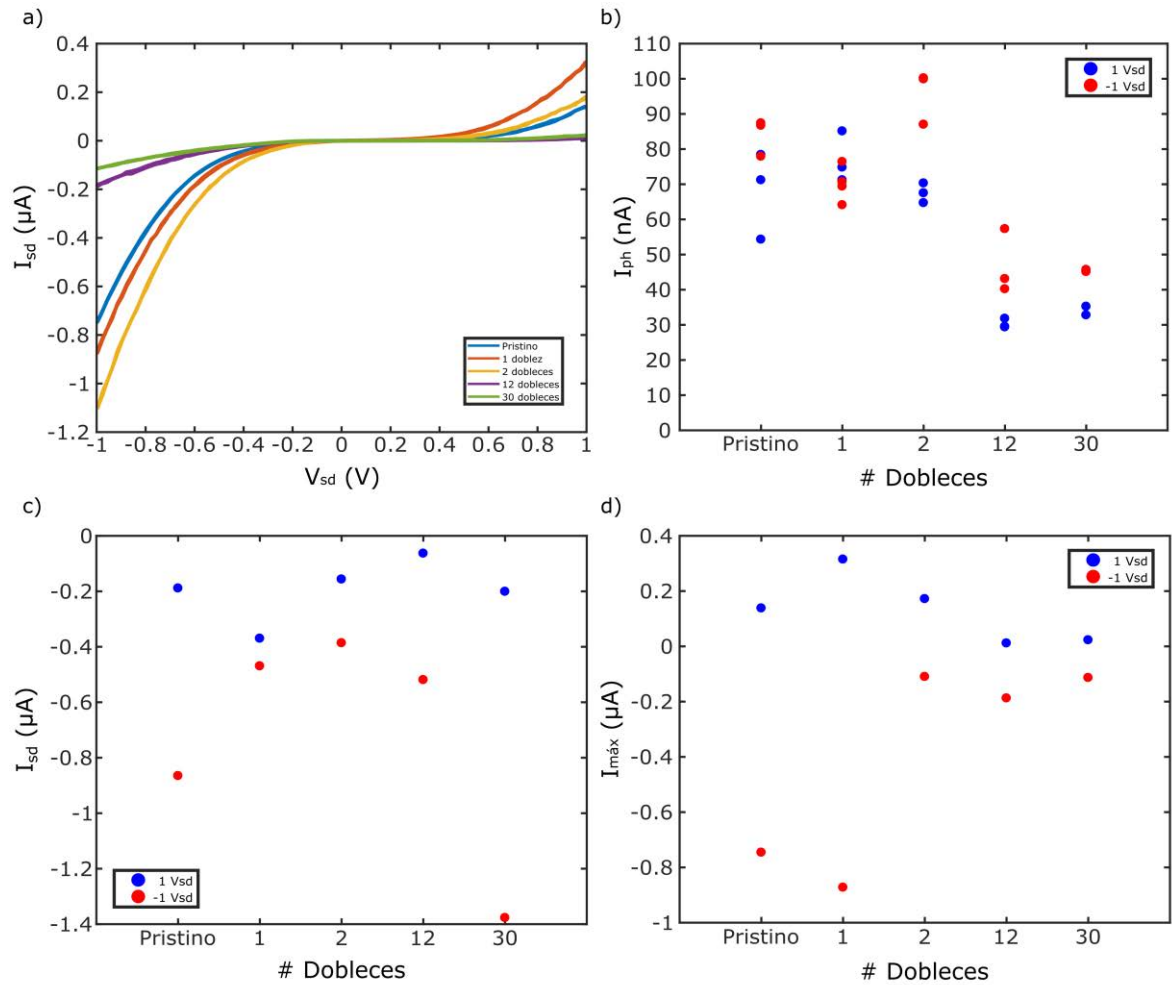 a)
0.4
0.2
0
-0.2
-0.4
-0.6
-0.8
-1
-1.2
Isd (µA)
-1 -0.8 -0.6 -0.4 -0.2 0 0.2 0.4 0.6 0.8 1
Vsd (V)
Pristino
1 doblez
2 dobleces
12 dobleces
30 dobleces
b)
110
100
90
80
70
60
50
40
30
20
10
0
Iph (nA)
1 Vsd
-1 Vsd
Pristino 1 2 12 30
# Dobleces
c)
0
-0.2
-0.4
-0.6
-0.8
-1
-1.2
-1.4
Isd (µA)
1 Vsd
-1 Vsd
Pristino 1 2 12 30
# Dobleces
d)
0.4
0.2
0
-0.2
-0.4
-0.6
-0.8
-1
Imáx (µA)
1 Vsd
-1 Vsd
Pristino 1 2 12 30
# Dobleces